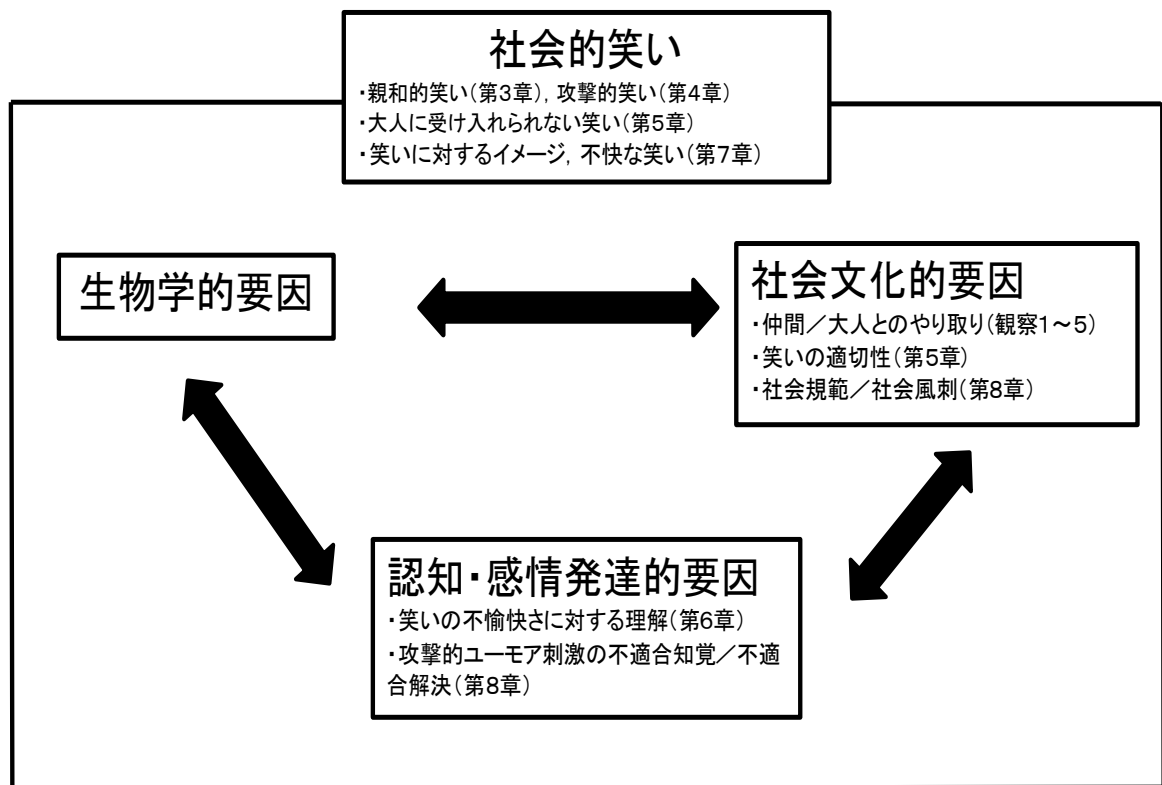 社会的笑い
・親和的笑い(第3章), 攻撃的笑い(第4章)
・大人に受け入れられない笑い(第5章)
・笑いに対するイメージ, 不快な笑い(第7章)
生物学的要因
社会文化的要因
・仲間／大人とのやり取り(観察1～5)
・笑いの適切性(第5章)
・社会規範／社会風刺(第8章)
認知・感情発達的要因
・笑いの不愉快さに対する理解(第6章)
・攻撃的ユーモア刺激の不適合知覚／不適
合解決(第8章)